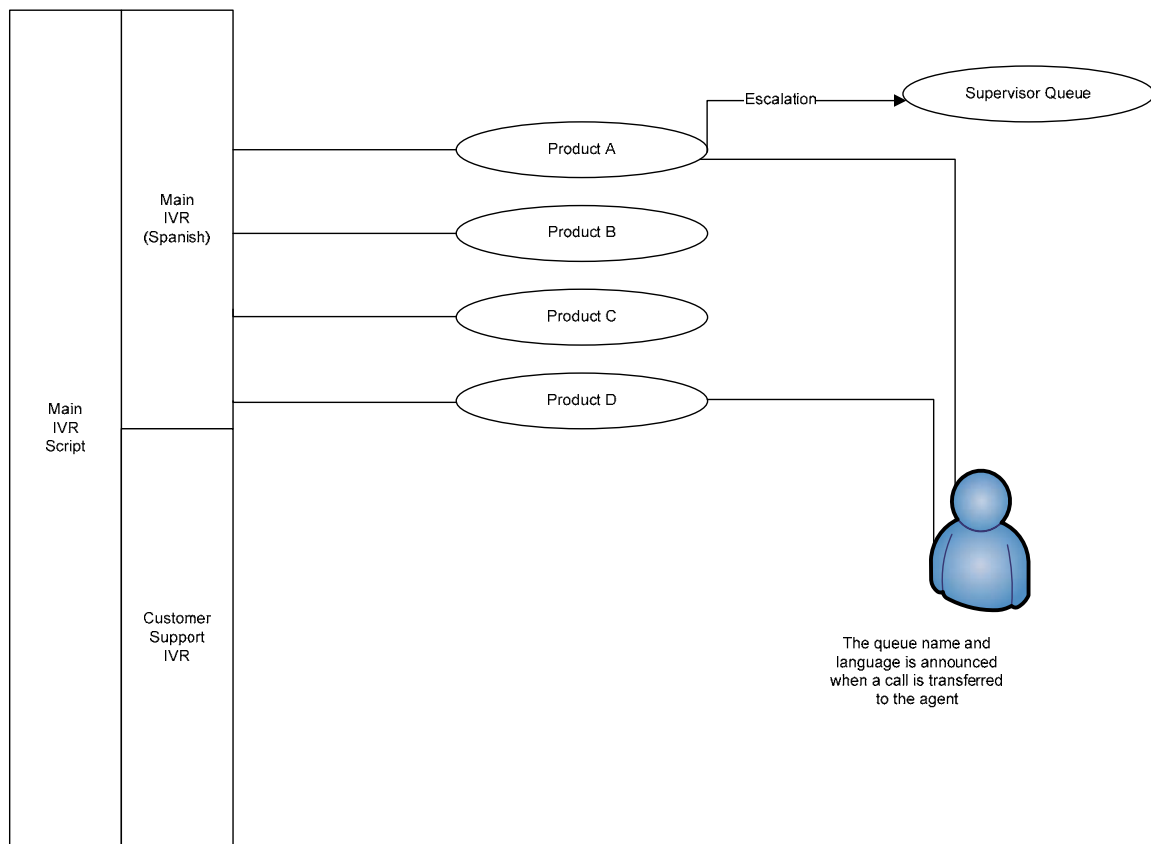 Main
IVR
Script
Main
IVR
(Spanish)
Customer
Support
IVR
Product A
Product B
Product C
Product D
Escalation
Supervisor Queue
The queue name and
language is announced
when a call is transferred
to the agent